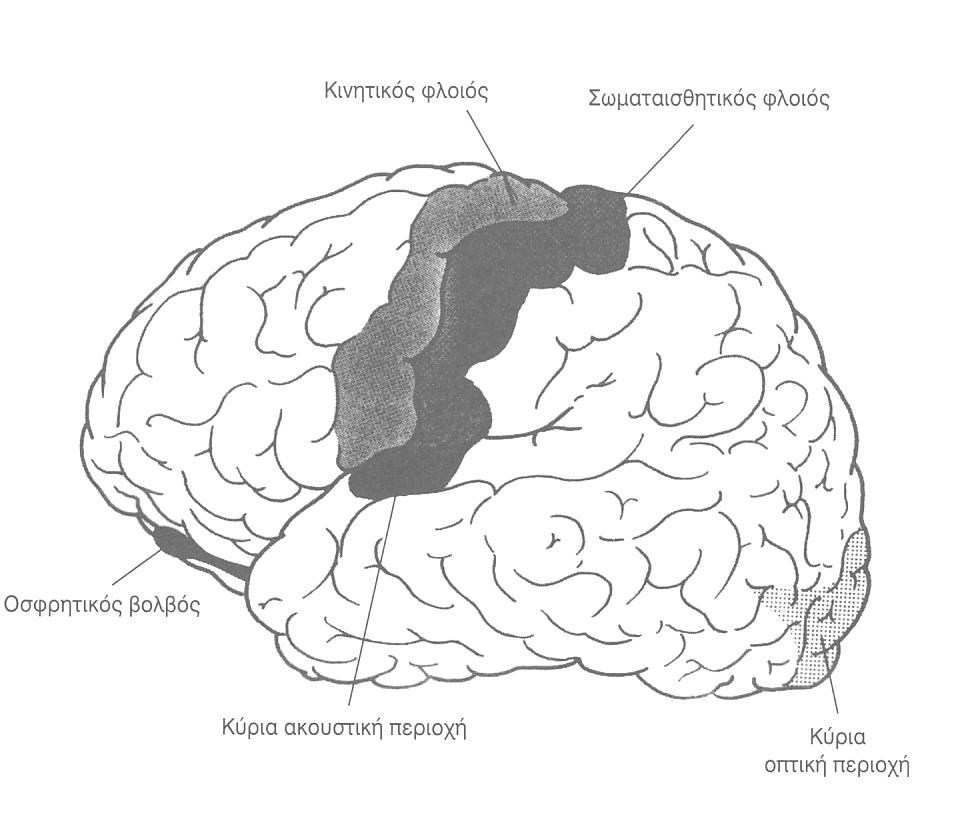 Κινητικός φλοιός
Σωματαισθητικός φλοιός
Οσφρητικός βολβός
Κύρια ακουστική περιοχή
Κύρια
οπτική περιοχή